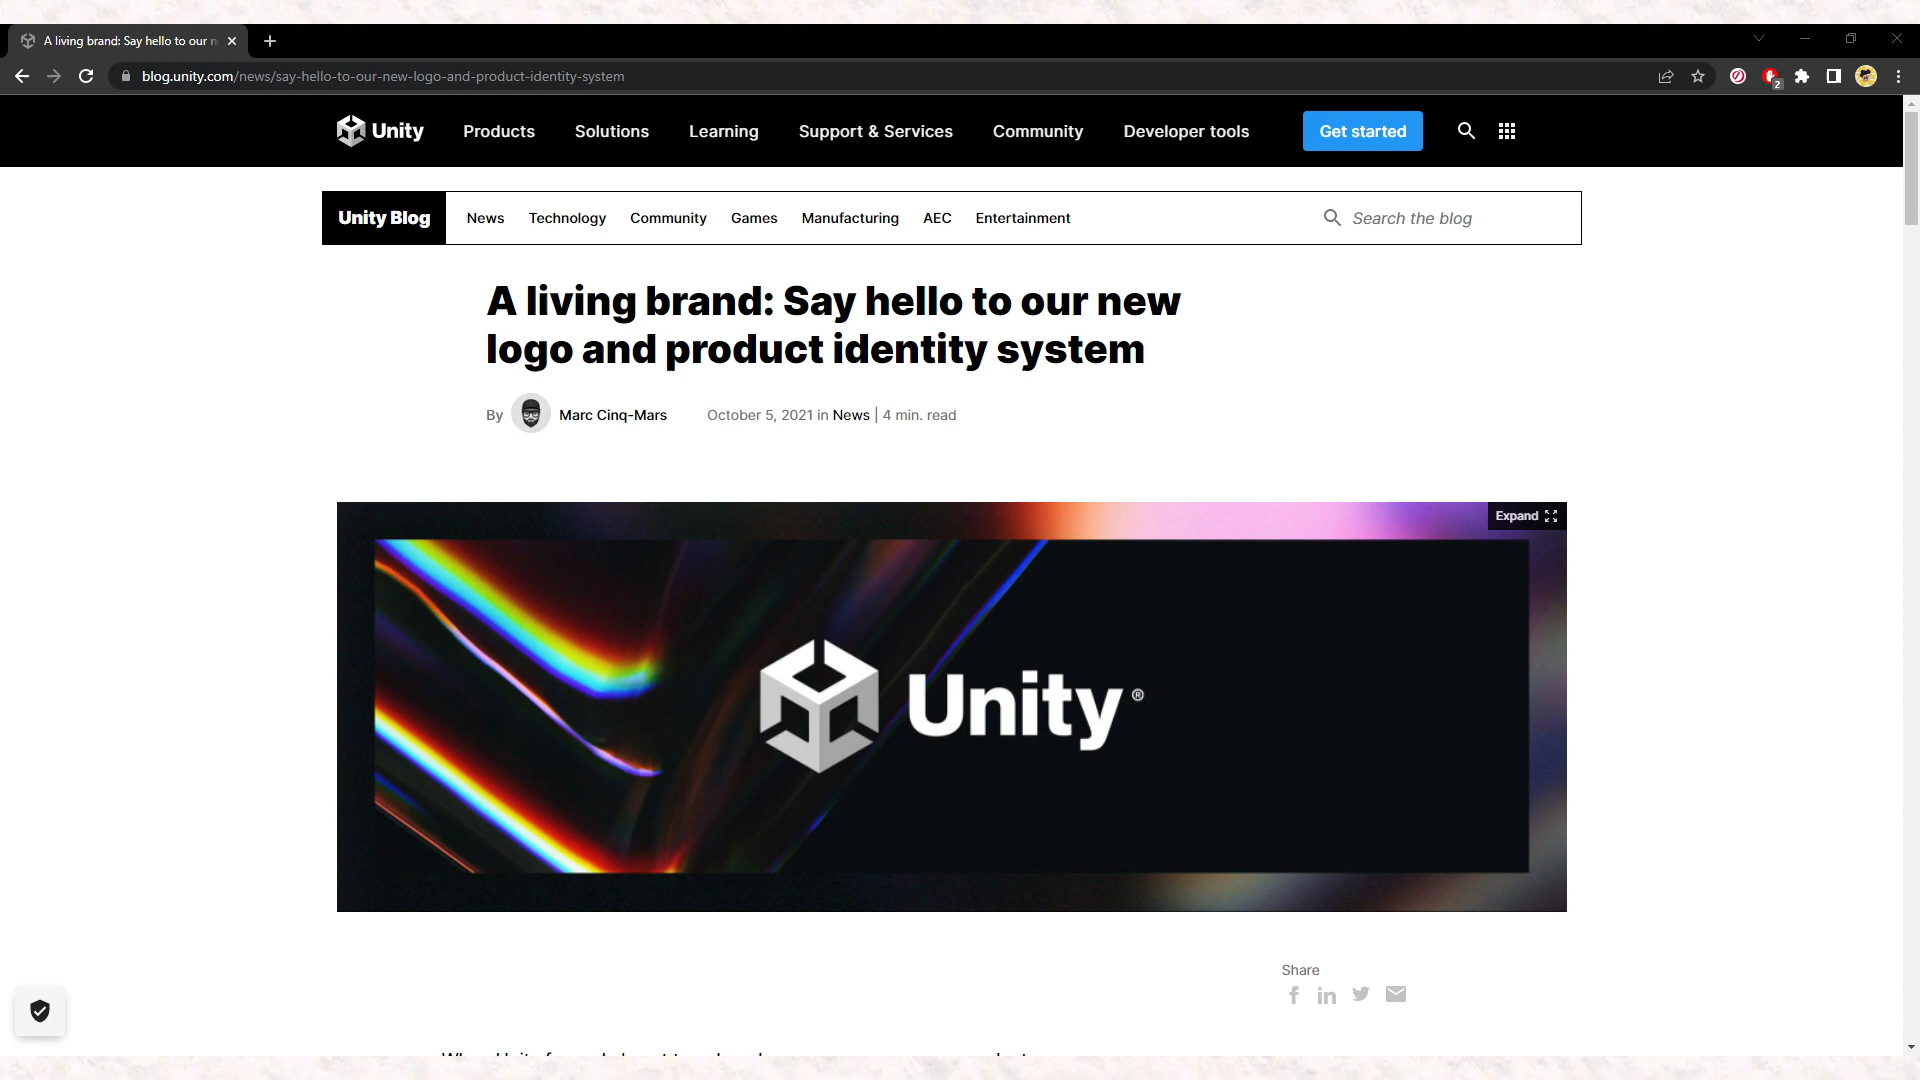 A living brand: Say hello to our n
blog.unity.com/news/say-hello-to-our-new-logo-and-product-identity-system
2
Unity Products Solutions Learning Support & Services Community Developer tools Get started
Unity Blog News Technology Community Games Manufacturing AEC Entertainment Search the blog
A living brand: Say hello to our new
logo and product identity system
By Marc Cinq-Mars October 5, 2021 in News | 4 min. read
Expand
Unity®
Share